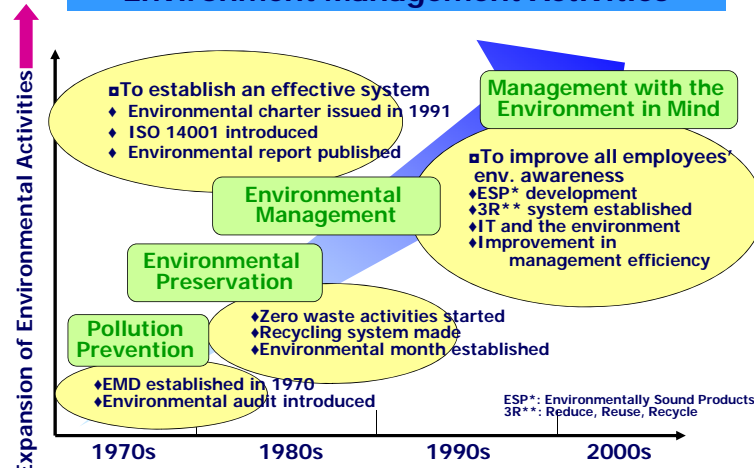 Environment Management Activities
Expansion of Environmental Activities
◘To establish an effective system
♦ Environmental charter issued in 1991
♦ ISO 14001 introduced
♦ Environmental report published
Management with the
Environment in Mind
◘To improve all employees'
env. awareness
♦ESP* development
♦3R** system established
♦IT and the environment
♦Improvement in
management efficiency
Environmental
Management
Environmental
Preservation
♦Zero waste activities started
♦Recycling system made
♦Environmental month established
Pollution
Prevention
♦EMD established in 1970
♦Environmental audit introduced
ESP*: Environmentally Sound Products
3R**: Reduce, Reuse, Recycle
1970s 1980s 1990s 2000s